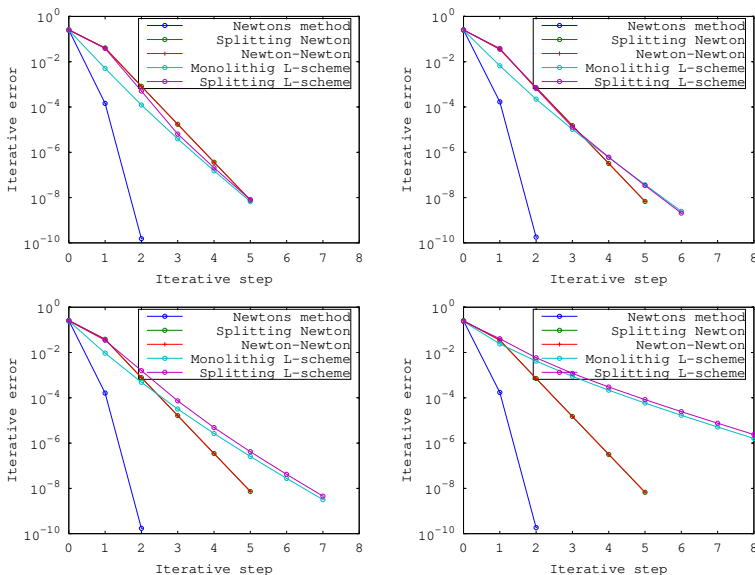 10^0
10^-2
10^-4
10^-6
10^-8
10^-10
Iterative error
0 1 2 3 4 5 6 7 8
Iterative step
Newtons method
Splitting Newton
Newton-Newton
Monolithig L-scheme
Splitting L-scheme
10^0
10^-2
10^-4
10^-6
10^-8
10^-10
Iterative error
0 1 2 3 4 5 6 7 8
Iterative step
Newtons method
Splitting Newton
Newton-Newton
Monolithig L-scheme
Splitting L-scheme
10^0
10^-2
10^-4
10^-6
10^-8
10^-10
Iterative error
0 1 2 3 4 5 6 7 8
Iterative step
Newtons method
Splitting Newton
Newton-Newton
Monolithig L-scheme
Splitting L-scheme
10^0
10^-2
10^-4
10^-6
10^-8
10^-10
Iterative error
0 1 2 3 4 5 6 7 8
Iterative step
Newtons method
Splitting Newton
Newton-Newton
Monolithig L-scheme
Splitting L-scheme